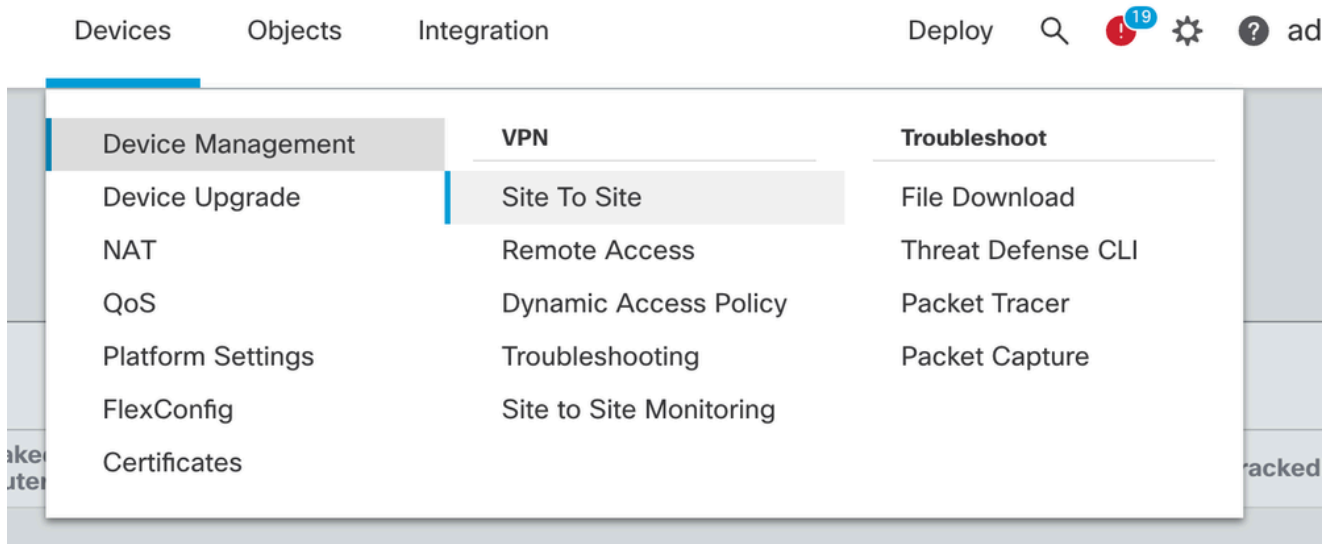 Devices Objects Integration Deploy ! 19 ? ad
Device Management
Device Upgrade
NAT
QoS
Platform Settings
FlexConfig
Certificates
VPN
Site To Site
Remote Access
Dynamic Access Policy
Troubleshooting
Site to Site Monitoring
Troubleshoot
File Download
Threat Defense CLI
Packet Tracer
Packet Capture
racked